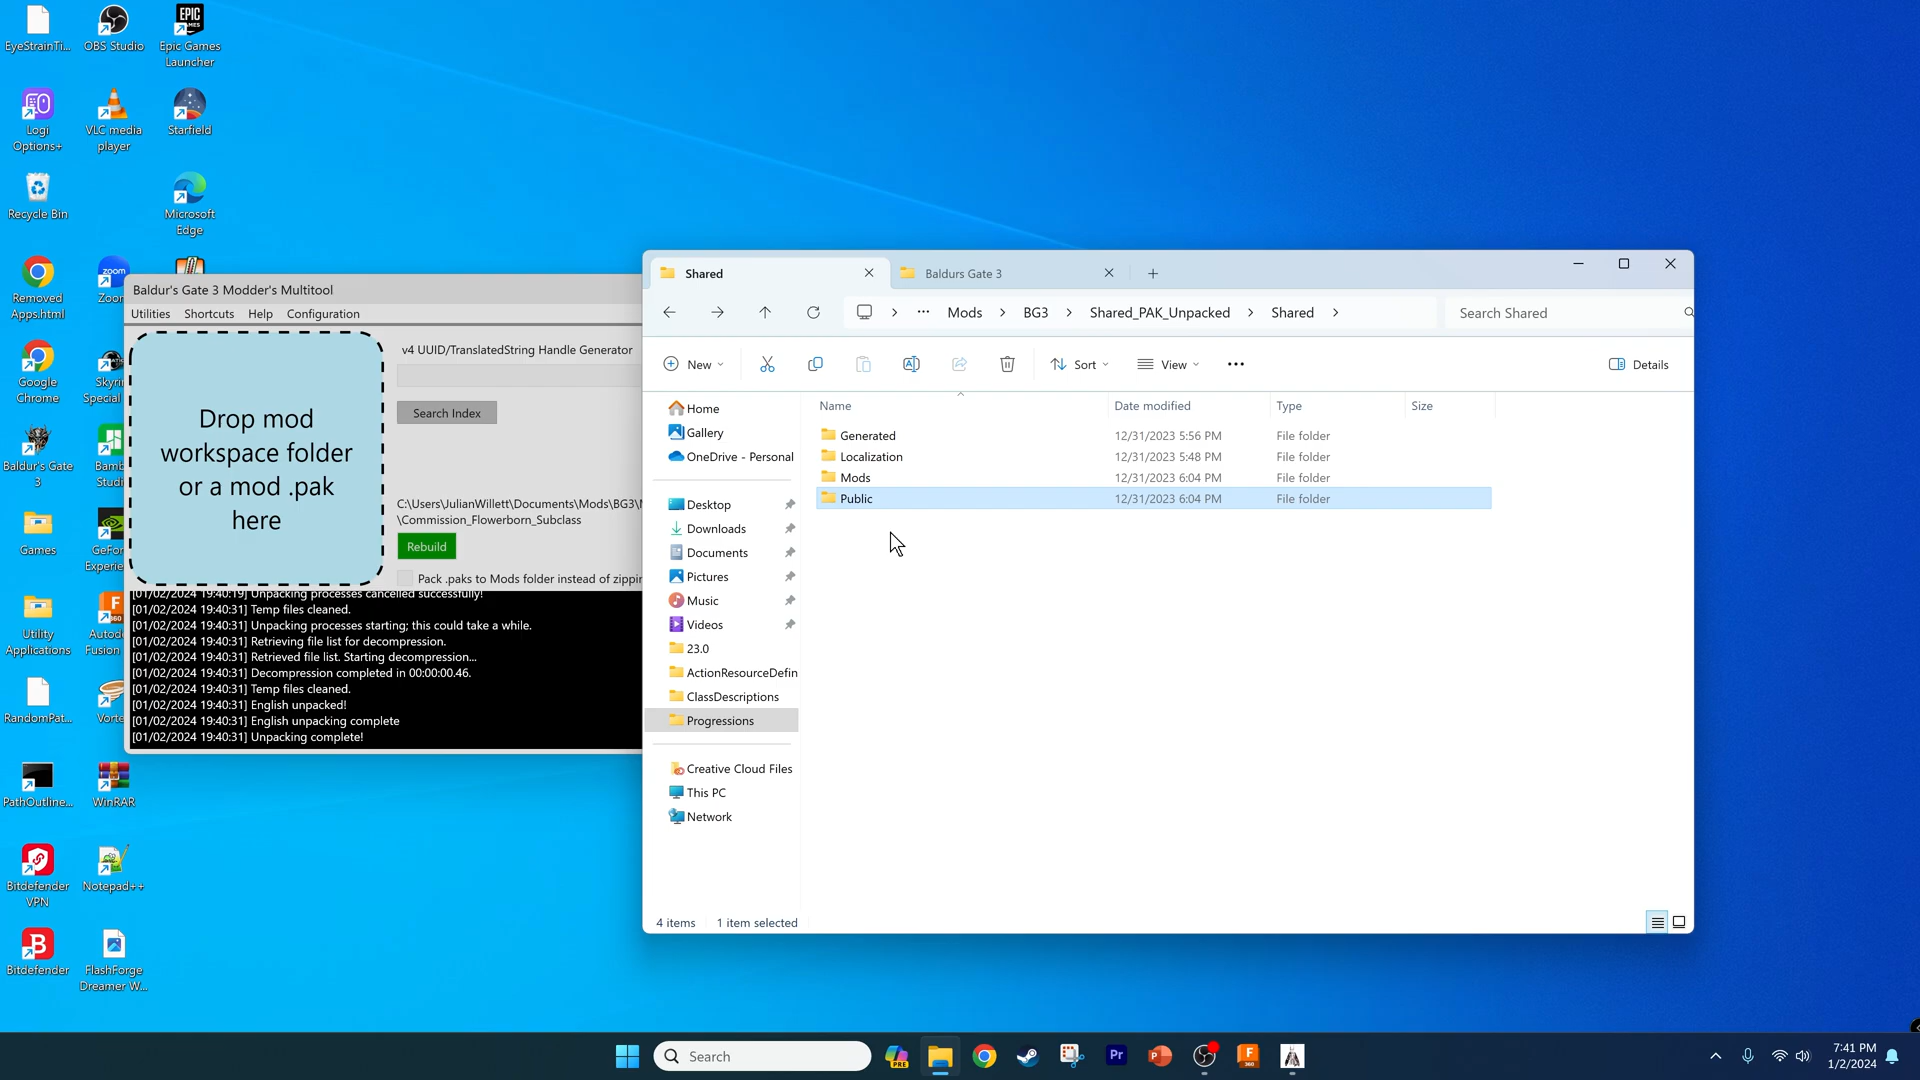 EyeStrainTi...
OBS Studio
Epic Games
Launcher
Logi
Options+
VLC media
player
Starfield
Recycle Bin
Microsoft
Edge
Removed
Apps.html
Google
Chrome
Baldur's Gate
3
Games
Utility
Applications
RandomPat...
PathOutline...
WinRAR
Bitdefender
VPN
Notepad++
Bitdefender
FlashForge
Dreamer W...
Baldur's Gate 3 Modder's Multitool
Utilities Shortcuts Help Configuration
Drop mod
workspace folder
or a mod .pak
here
v4 UUID/TranslatedString Handle Generator
Search Index
C:\Users\JulianWillett\Documents\Mods\BG3\
\Commission_Flowerborn_Subclass
Rebuild
Pack .paks to Mods folder instead of zippin
[01/02/2024 19:40:19] Unpacking processes cancelled successfully!
[01/02/2024 19:40:31] Temp files cleaned.
[01/02/2024 19:40:31] Unpacking processes starting; this could take a while.
[01/02/2024 19:40:31] Retrieving file list for decompression.
[01/02/2024 19:40:31] Retrieved file list. Starting decompression...
[01/02/2024 19:40:31] Decompression completed in 00:00:00.46.
[01/02/2024 19:40:31] Temp files cleaned.
[01/02/2024 19:40:31] English unpacked!
[01/02/2024 19:40:31] English unpacking complete
[01/02/2024 19:40:31] Unpacking complete!
Shared
Baldurs Gate 3
Mods > BG3 > Shared_PAK_Unpacked > Shared >
Search Shared
New
Sort
View
Details
Home
Gallery
OneDrive - Personal
Desktop
Downloads
Documents
Pictures
Music
Videos
23.0
ActionResourceDefin
ClassDescriptions
Progressions
Creative Cloud Files
This PC
Network
Name Date modified Type Size
Generated 12/31/2023 5:56 PM File folder
Localization 12/31/2023 5:48 PM File folder
Mods 12/31/2023 6:04 PM File folder
Public 12/31/2023 6:04 PM File folder
4 items 1 item selected
Search
7:41 PM
1/2/2024